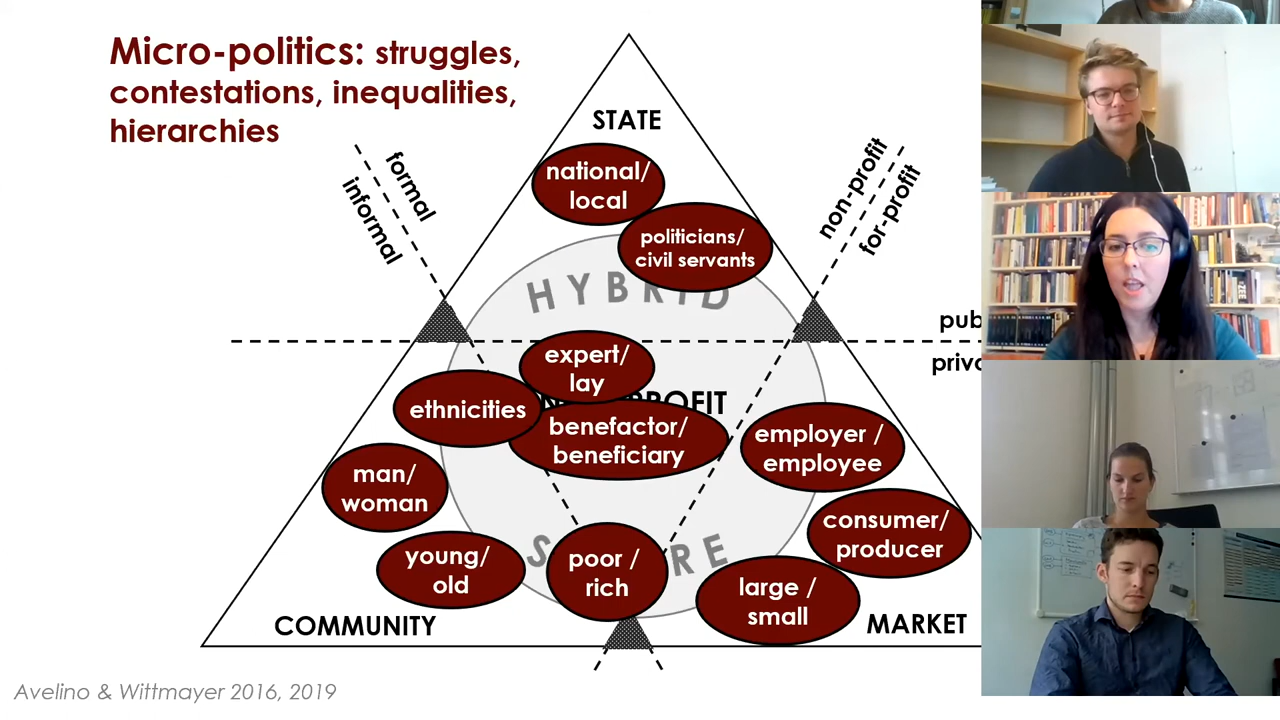 Micro-politics: struggles,
contestations, inequalities,
hierarchies
STATE
national/
local
politicians/
civil servants
formal
informal
non-profit
for-profit
HYBRID
expert/
lay
ethnicities
PROFIT
benefactor/
beneficiary
employer /
employee
man/
woman
consumer/
producer
young/
old
poor /
rich
large /
small
COMMUNITY
MARKET
Avelino & Wittmayer 2016, 2019